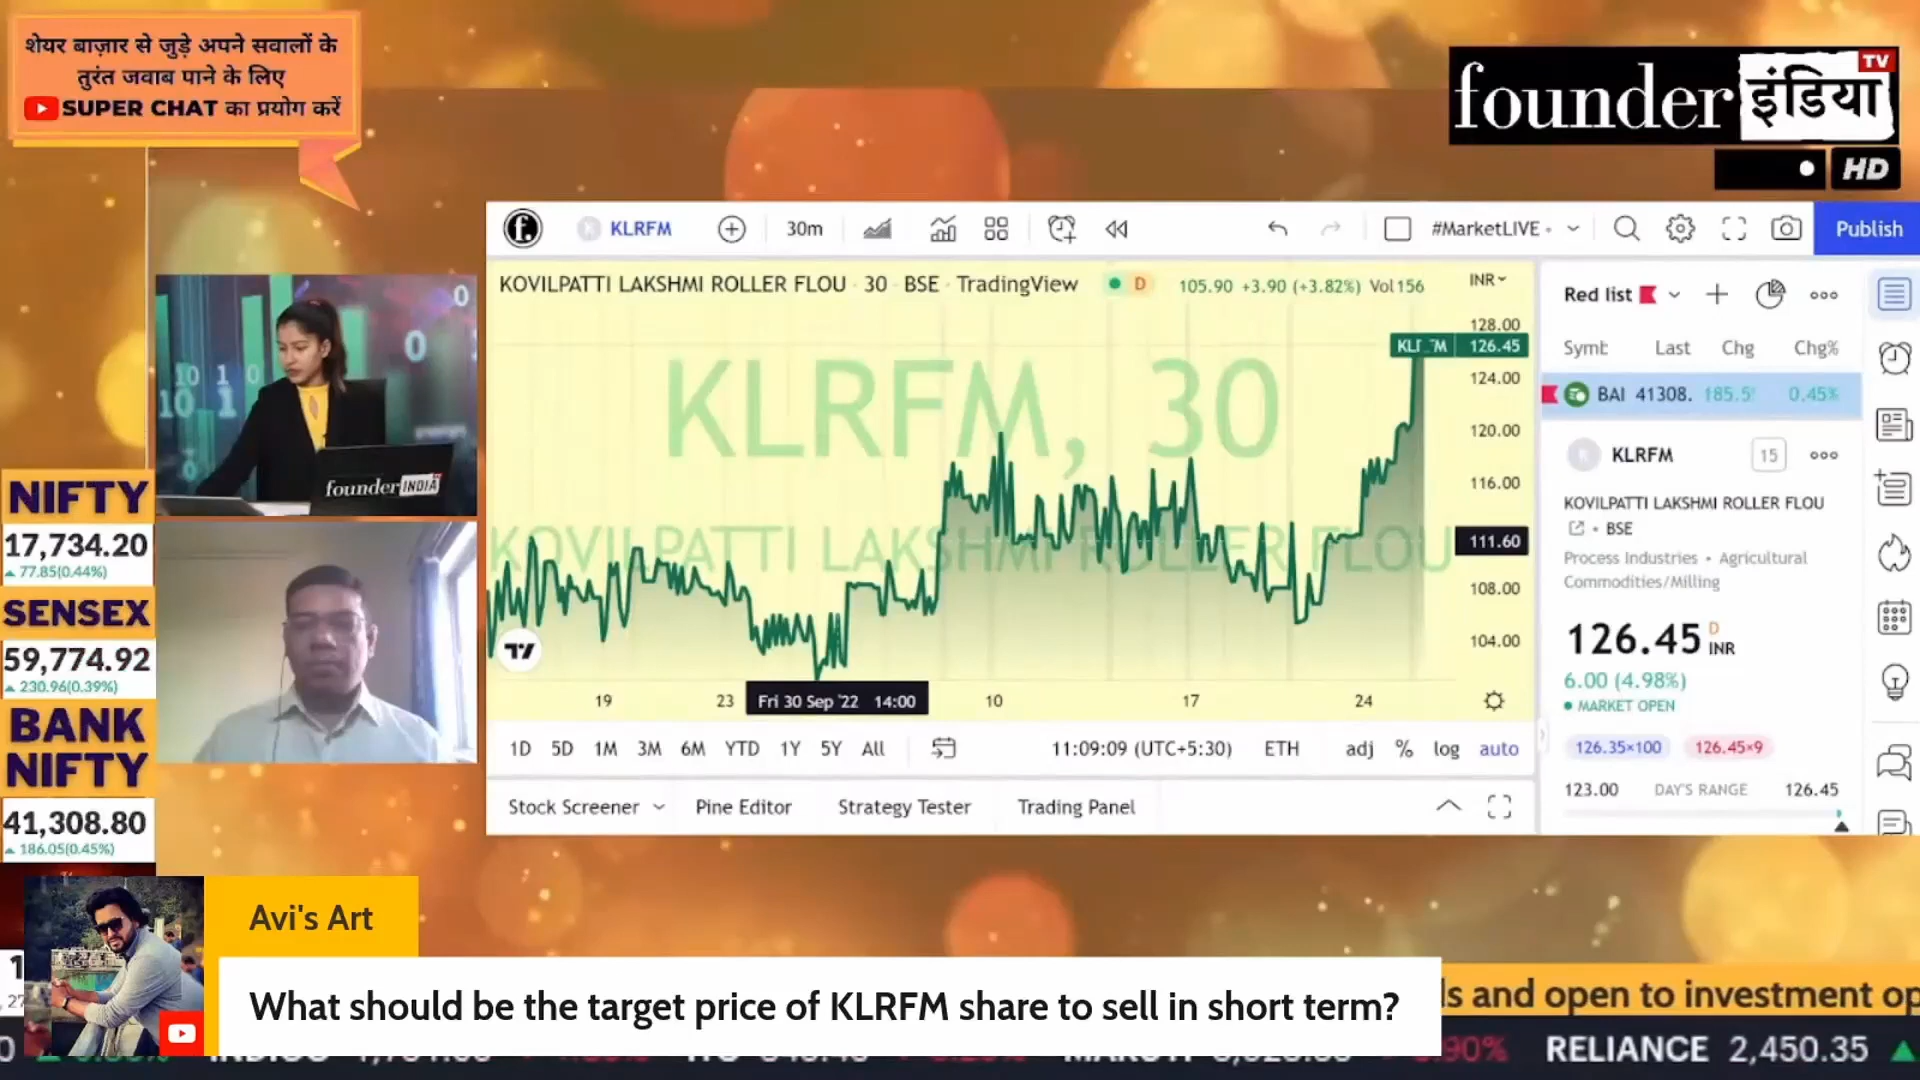 शेयर बाज़ार से जुड़े अपने सवालों के
तुरंत जवाब पाने के लिए
SUPER CHAT का प्रयोग करें
founder इंडिया TV
HD
KLRFM
30m
#MarketLIVE
Publish
KOVILPATTI LAKSHMI ROLLER FLOU · 30 · BSE · TradingView
D
105.90 +3.90 (+3.82%) Vol 156
INR
128.00
126.45
124.00
120.00
116.00
111.60
108.00
104.00
KLRFM, 30
KOVILPATTI LAKSHMI ROLLER FLOU
19
23
Fri 30 Sep '22 14:00
10
17
24
1D 5D 1M 3M 6M YTD 1Y 5Y All
11:09:09 (UTC+5:30)
ETH
adj % log auto
Stock Screener
Pine Editor
Strategy Tester
Trading Panel
Red list
Last Chg Chg%
BAI 41308. 0.45%
KLRFM
15
KOVILPATTI LAKSHMI ROLLER FLOU
BSE
Process Industries • Agricultural
Commodities/Milling
126.45 D INR
6.00 (4.98%)
MARKET OPEN
126.35×100 126.45×9
123.00 DAY'S RANGE 126.45
founder INDIA
NIFTY
17,734.20
77.85(0.44%)
SENSEX
59,774.92
230.96(0.39%)
BANK
NIFTY
41,308.80
186.05(0.45%)
Avi's Art
What should be the target price of KLRFM share to sell in short term?
and open to investment
RELIANCE 2,450.35